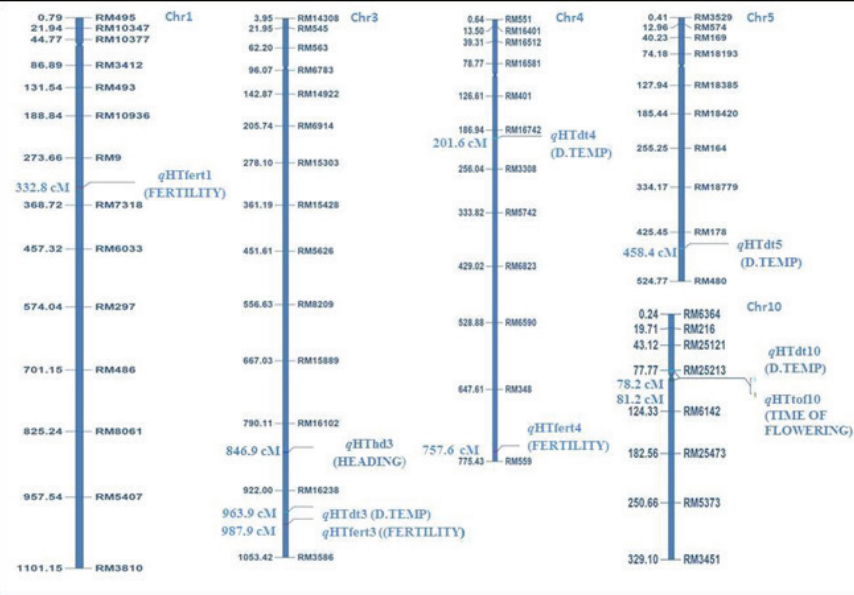 Chr1
0.79 RM495
21.94 RM10347
44.77 RM10377
86.89 RM3412
131.54 RM493
188.84 RM10936
273.66 RM9
332.8 cM qHTfert1
(FERTILITY)
368.72 RM7318
457.32 RM6033
574.04 RM297
701.15 RM486
825.24 RM8061
957.54 RM5407
1101.15 RM3810
Chr3
3.95 RM14308
21.95 RM545
62.20 RM563
96.07 RM6783
142.87 RM14922
205.74 RM6914
278.10 RM15303
361.19 RM15428
451.61 RM5626
556.63 RM8209
667.03 RM15889
790.11 RM16102
846.9 cM qHThd3
(HEADING)
922.00 RM16238
963.9 cM qHTdt3 (D.TEMP)
987.9 cM qHTfert3 ((FERTILITY)
1053.42 RM3586
Chr4
0.64 RM551
13.50 RM16401
39.31 RM16512
78.77 RM16581
126.61 RM401
186.94 RM16742
201.6 cM qHTdt4
(D.TEMP)
256.04 RM3308
333.82 RM5742
429.02 RM6823
528.88 RM6590
647.61 RM348
757.6 cM qHTfert4
(FERTILITY)
775.43 RM559
Chr5
0.41 RM3529
12.96 RM574
40.23 RM169
74.18 RM18193
127.94 RM18385
185.44 RM18420
255.25 RM164
334.17 RM18779
425.45 RM178
458.4 cM qHTdt5
(D.TEMP)
524.77 RM480
Chr10
0.24 RM6364
19.71 RM216
43.12 RM25121
77.77 RM25213
78.2 cM qHTdt10
(D.TEMP)
81.2 cM qHTtof10
(TIME OF
FLOWERING)
124.33 RM6142
182.56 RM25473
250.66 RM5373
329.10 RM3451